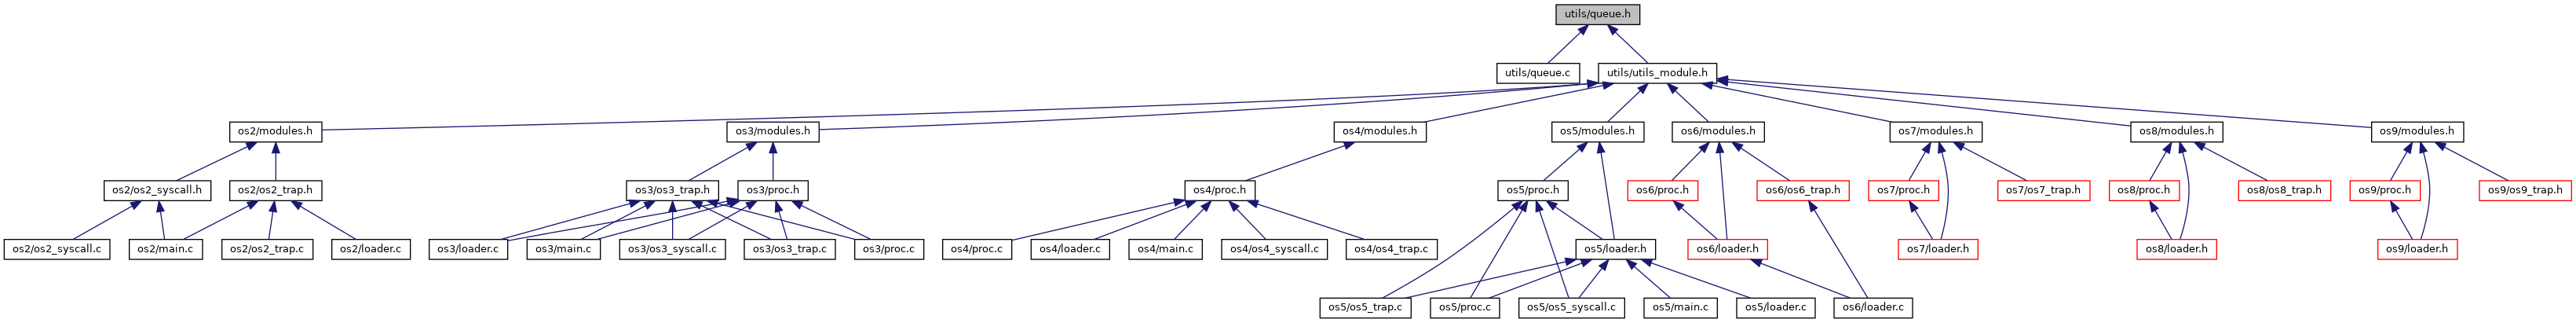 utils/queue.h
utils/queue.c
utils/utils_module.h
os2/modules.h
os3/modules.h
os4/modules.h
os5/modules.h
os6/modules.h
os7/modules.h
os8/modules.h
os9/modules.h
os2/os2_syscall.h
os2/os2_trap.h
os3/os3_trap.h
os3/proc.h
os4/proc.h
os5/proc.h
os6/proc.h
os6/os6_trap.h
os7/proc.h
os7/os7_trap.h
os8/proc.h
os8/os8_trap.h
os9/proc.h
os9/os9_trap.h
os2/os2_syscall.c
os2/main.c
os2/os2_trap.c
os2/loader.c
os3/loader.c
os3/main.c
os3/os3_syscall.c
os3/os3_trap.c
os3/proc.c
os4/proc.c
os4/loader.c
os4/main.c
os4/os4_syscall.c
os4/os4_trap.c
os5/loader.h
os6/loader.h
os7/loader.h
os8/loader.h
os9/loader.h
os5/os5_trap.c
os5/proc.c
os5/os5_syscall.c
os5/main.c
os5/loader.c
os6/loader.c